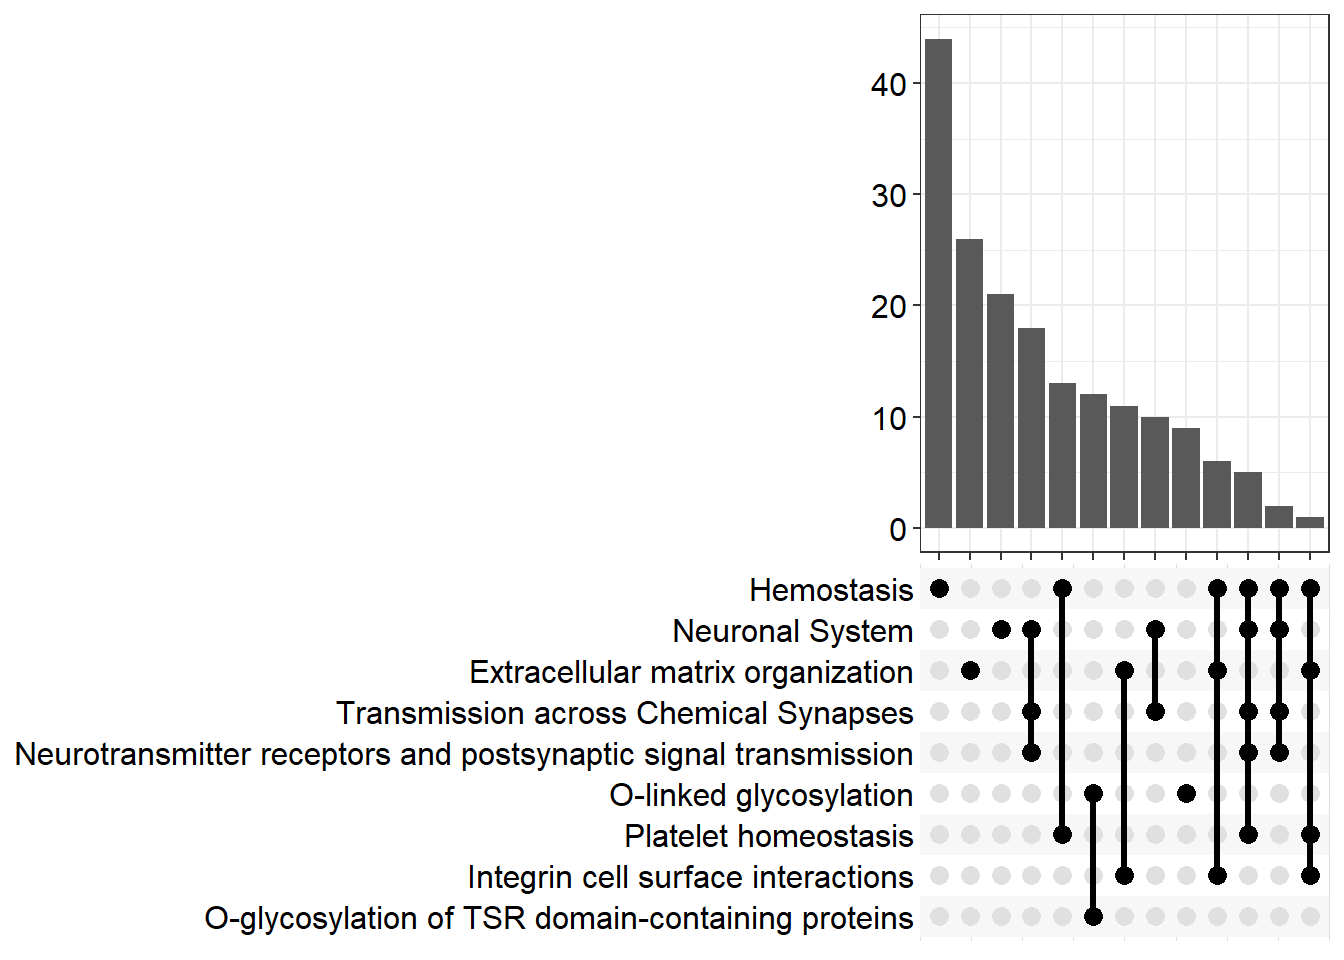 40
30
20
10
0
Hemostasis
Neuronal System
Extracellular matrix organization
Transmission across Chemical Synapses
Neurotransmitter receptors and postsynaptic signal transmission
O-linked glycosylation
Platelet homeostasis
Integrin cell surface interactions
O-glycosylation of TSR domain-containing proteins